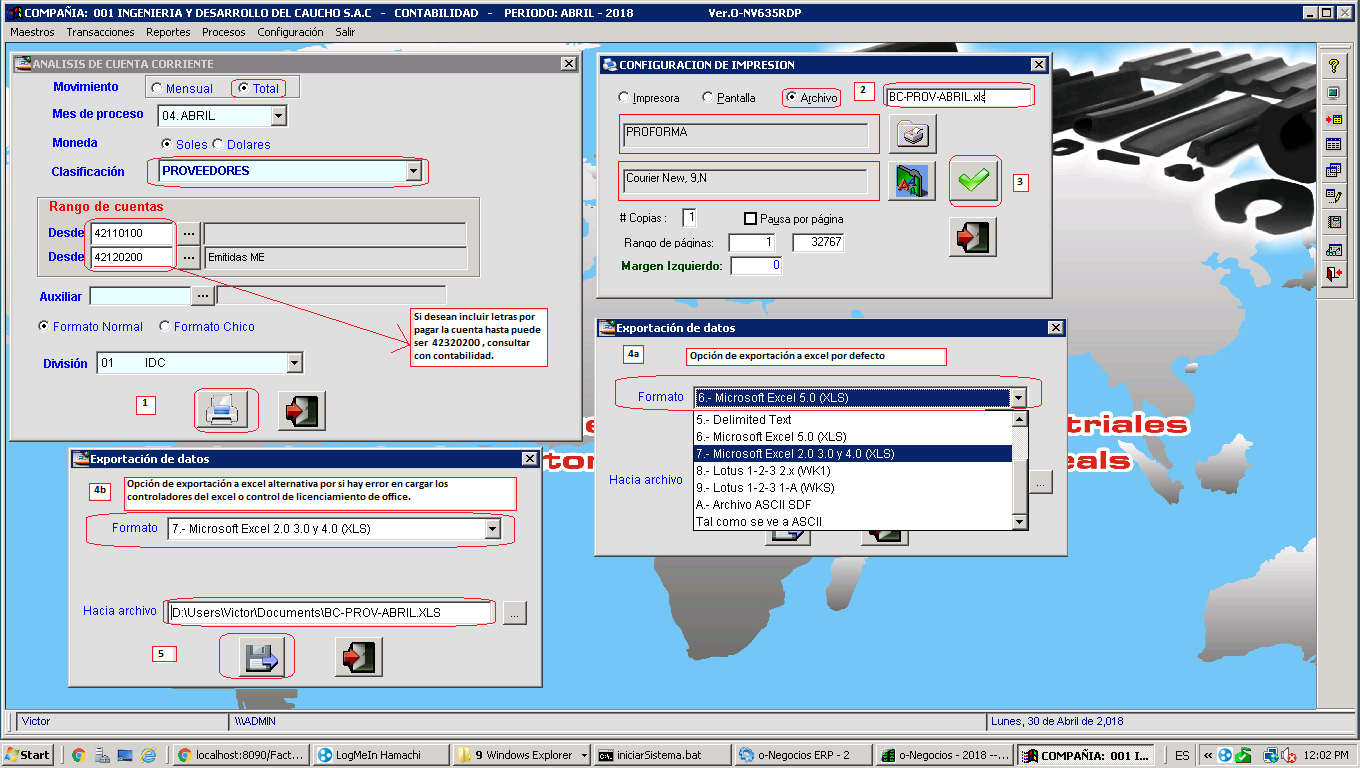 COMPAÑIA: 001 INGENIERIA Y DESARROLLO DEL CAUCHO S.A.C - CONTABILIDAD - PERIODO: ABRIL - 2018 Ver.O-NV635RDP
Maestros Transacciones Reportes Procesos Configuración Salir
ANALISIS DE CUENTA CORRIENTE
Movimiento Mensual Total
Mes de proceso 04. ABRIL
Moneda Soles Dolares
Clasificación PROVEEDORES
Rango de cuentas
Desde 42110100 ...
Desde 42120200 ... Emitidas ME
Auxiliar ...
Formato Normal Formato Chico
Si desean incluir letras por
pagar la cuenta hasta puede
ser 42320200 , consultar
con contabilidad.
División 01 IDC
1
CONFIGURACION DE IMPRESION
Impresora Pantalla Archivo 2 BC-PROV-ABRIL.xls
PROFORMA
Courier New, 9,N
3
# Copias : 1 Pausa por página
Rango de páginas: 1 32767
Margen Izquierdo: 0
Exportación de datos
4a Opción de exportación a excel por defecto
Formato 6.- Microsoft Excel 5.0 (XLS)
5.- Delimited Text
6.- Microsoft Excel 5.0 (XLS)
7.- Microsoft Excel 2.0 3.0 y 4.0 (XLS)
8.- Lotus 1-2-3 2.x (WK1)
9.- Lotus 1-2-3 1-A (WKS)
A.- Archivo ASCII SDF
Tal como se ve a ASCII
Hacia archivo ...
triales
eals
Exportación de datos
4b Opción de exportación a excel alternativa por si hay error en cargar los
controladores del excel o control de licenciamiento de office.
Formato 7.- Microsoft Excel 2.0 3.0 y 4.0 (XLS)
Hacia archivo D:\Users\Victor\Documents\BC-PROV-ABRIL.XLS ...
5
Victor \\\ADMIN Lunes, 30 de Abril de 2,018
Start localhost:8090/Fact... LogMeIn Hamachi 9 Windows Explorer iniciarSistema.bat o-Negocios ERP - 2 o-Negocios - 2018 --... COMPAÑIA: 001 I... ES « 12:02 PM